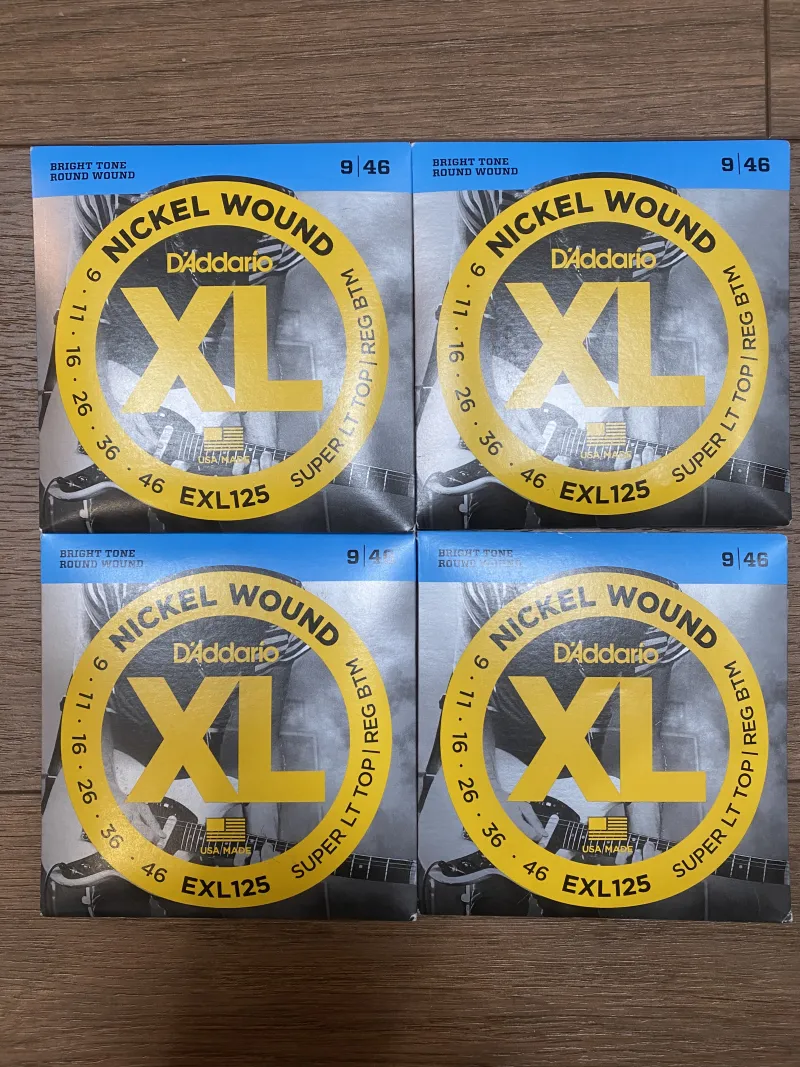 BRIGHT TONE
ROUND WOUND
9|46
NICKEL WOUND
D'Addario
XL
USA MADE
9 · 11 · 16 · 26 · 36 · 46
EXL125
SUPER LT TOP | REG BTM
BRIGHT TONE
ROUND WOUND
9|46
NICKEL WOUND
D'Addario
XL
USA MADE
9 · 11 · 16 · 26 · 36 · 46
EXL125
SUPER LT TOP | REG BTM
BRIGHT TONE
ROUND WOUND
9|46
NICKEL WOUND
D'Addario
XL
USA MADE
9 · 11 · 16 · 26 · 36 · 46
EXL125
SUPER LT TOP | REG BTM
BRIGHT TONE
ROUND WOUND
9|46
NICKEL WOUND
D'Addario
XL
USA MADE
9 · 11 · 16 · 26 · 36 · 46
EXL125
SUPER LT TOP | REG BTM